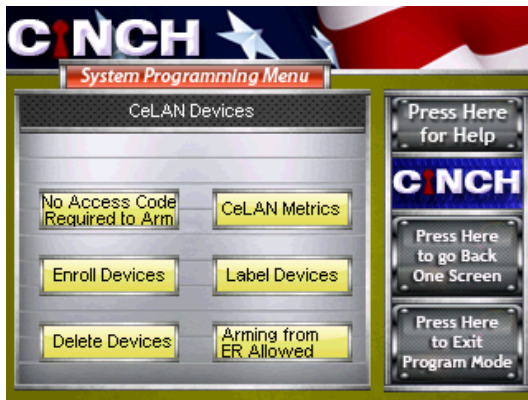 CINCH
System Programming Menu
CeLAN Devices
No Access Code
Required to Arm
CeLAN Metrics
Enroll Devices
Label Devices
Delete Devices
Arming from
ER Allowed
Press Here
for Help
CINCH
Press Here
to go Back
One Screen
Press Here
to Exit
Program Mode